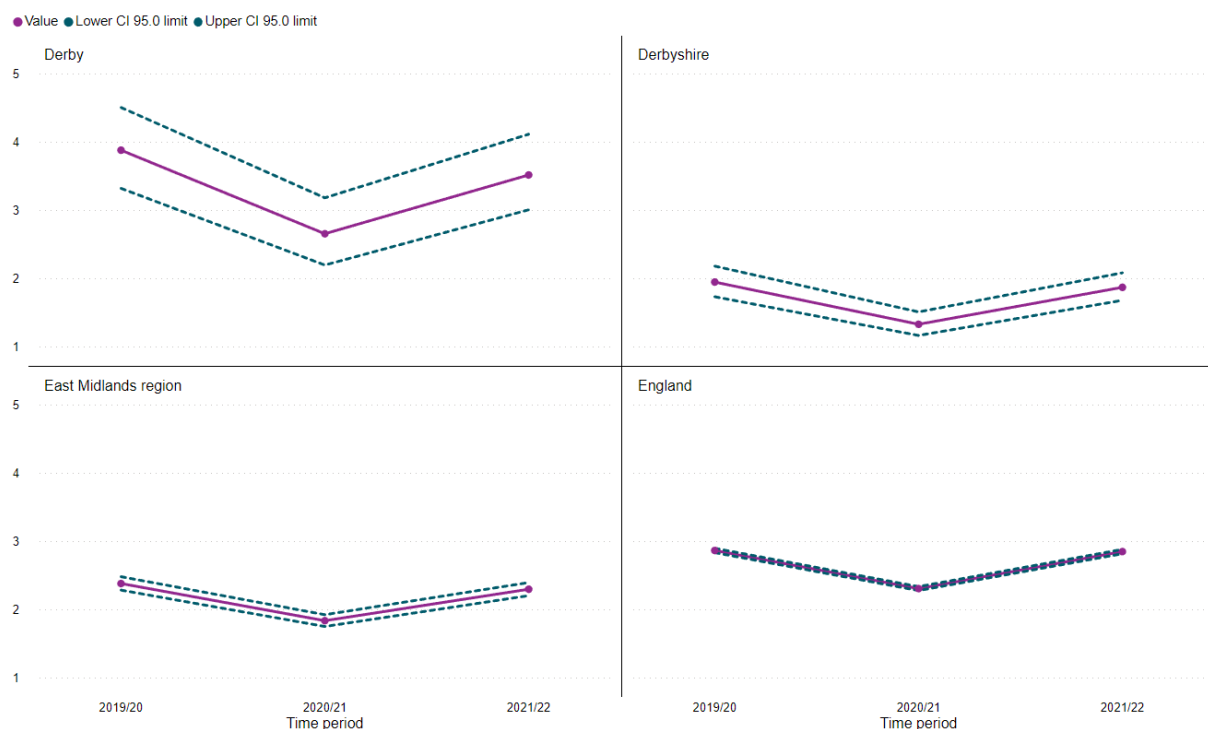 Value Lower CI 95.0 limit Upper CI 95.0 limit
Derby
Derbyshire
5
4
3
2
1
East Midlands region
England
5
4
3
2
1
2019/20 2020/21 2021/22 2019/20 2020/21 2021/22
Time period Time period